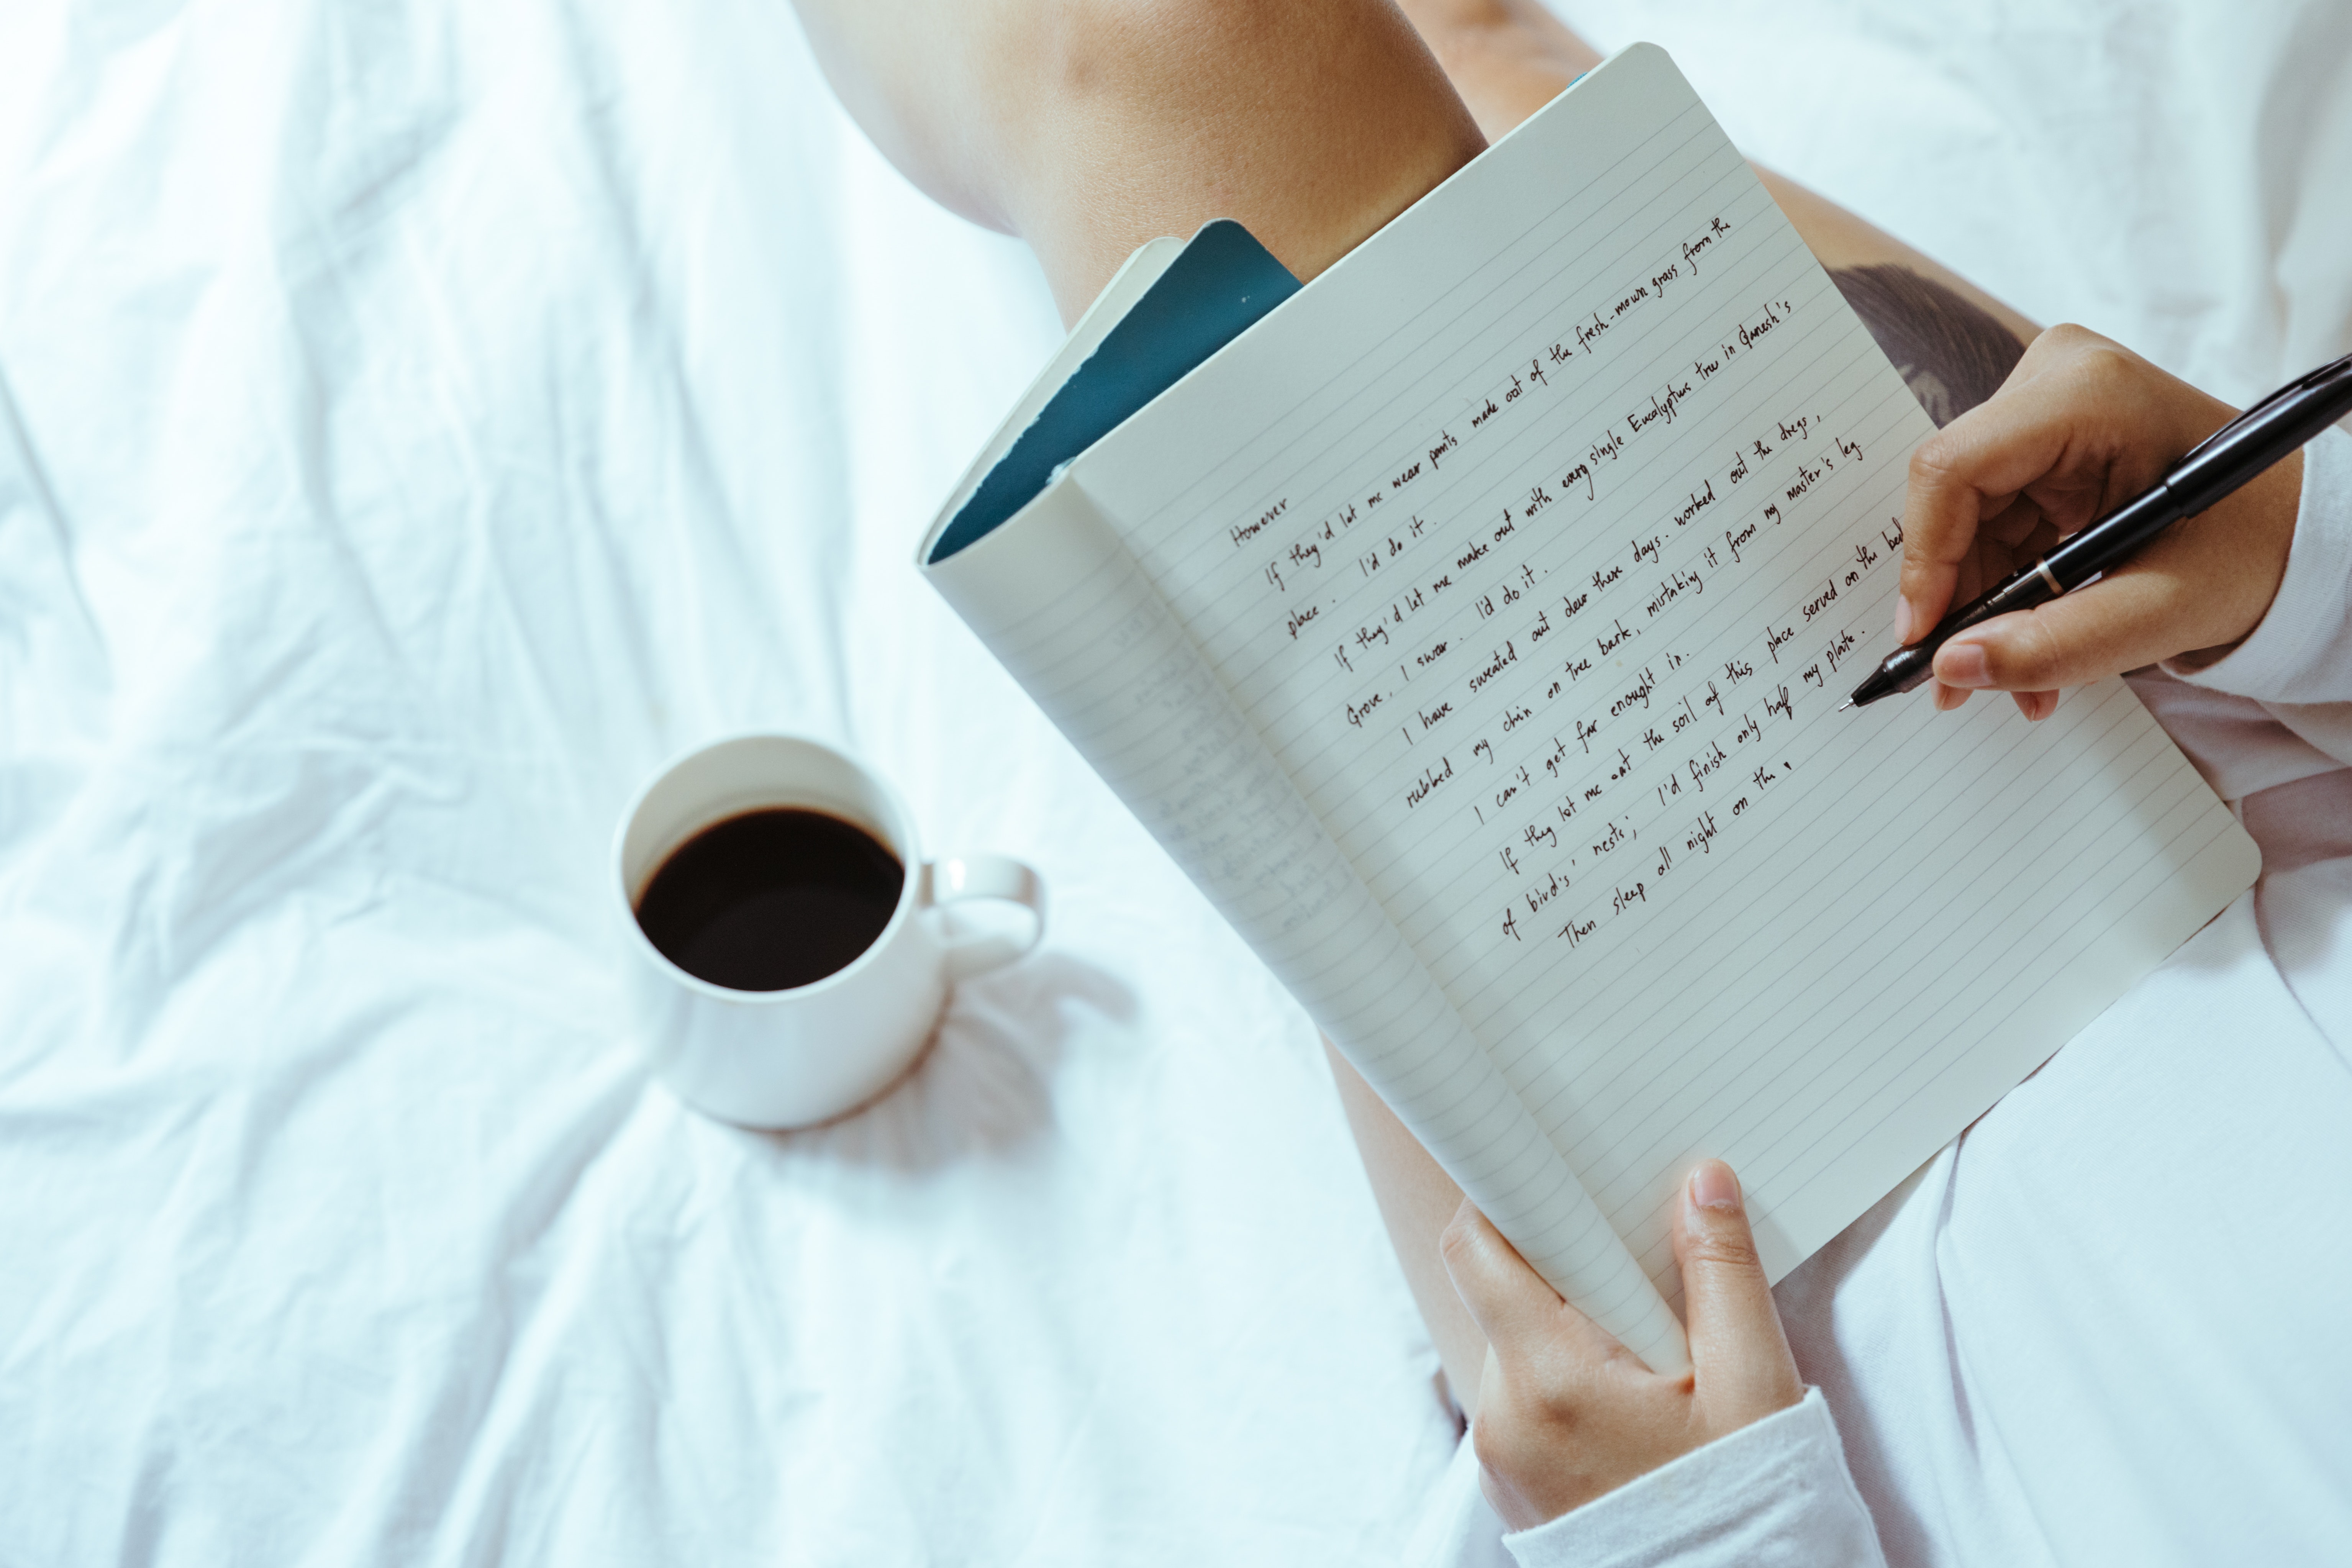 However
If they'd let me wear pants made out of the fresh-mown grass from the
place. I'd do it.
If they'd let me make out with every single Eucalyptus tree in Ganesh's
Grove, I swear. I'd do it.
I have sweated out dew these days. worked out the dregs,
rubbed my chin on tree bark, mistaking it from my master's leg
I can't get far enought in.
If they let me eat the soil of this place served on the bed
of bird's' nests; I'd finish only half my plate.
Then sleep all night on the